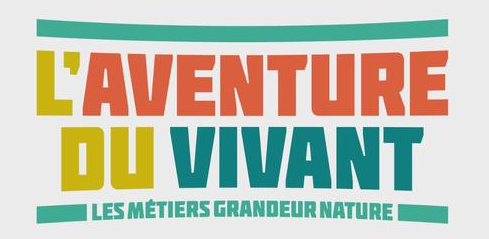 L'AVENTURE
DU VIVANT
LES MÉTIERS GRANDEUR NATURE